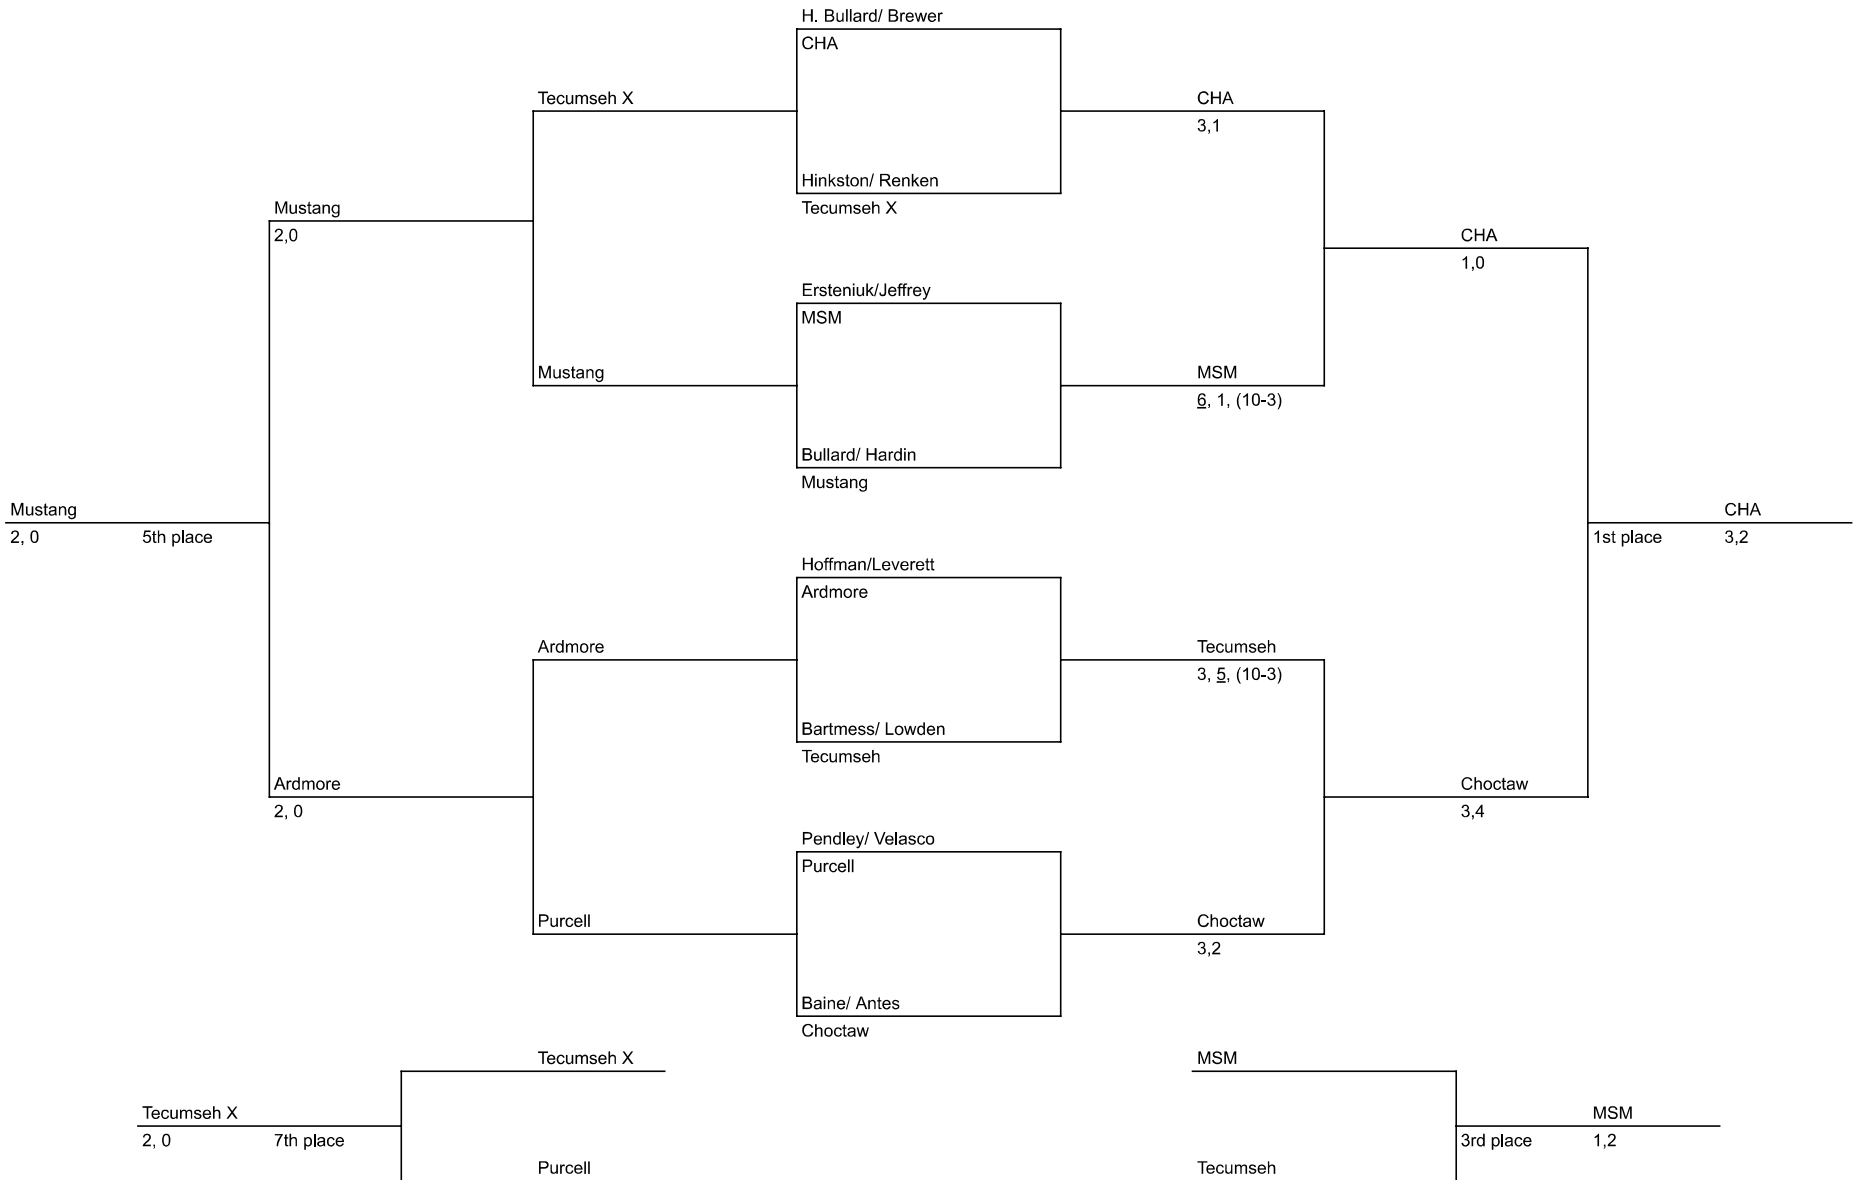 H. Bullard/ Brewer
CHA
Tecumseh X
CHA
3,1
Hinkston/ Renken
Tecumseh X
Mustang
2,0
CHA
1,0
Ersteniuk/Jeffrey
MSM
Mustang
MSM
6, 1, (10-3)
Bullard/ Hardin
Mustang
Mustang
2, 0
5th place
1st place
CHA
3,2
Hoffman/Leverett
Ardmore
Ardmore
Tecumseh
3, 5, (10-3)
Bartmess/ Lowden
Tecumseh
Ardmore
2, 0
Choctaw
3,4
Pendley/ Velasco
Purcell
Purcell
Choctaw
3,2
Baine/ Antes
Choctaw
Tecumseh X
MSM
Tecumseh X
2, 0
7th place
3rd place
MSM
1,2
Purcell
Tecumseh